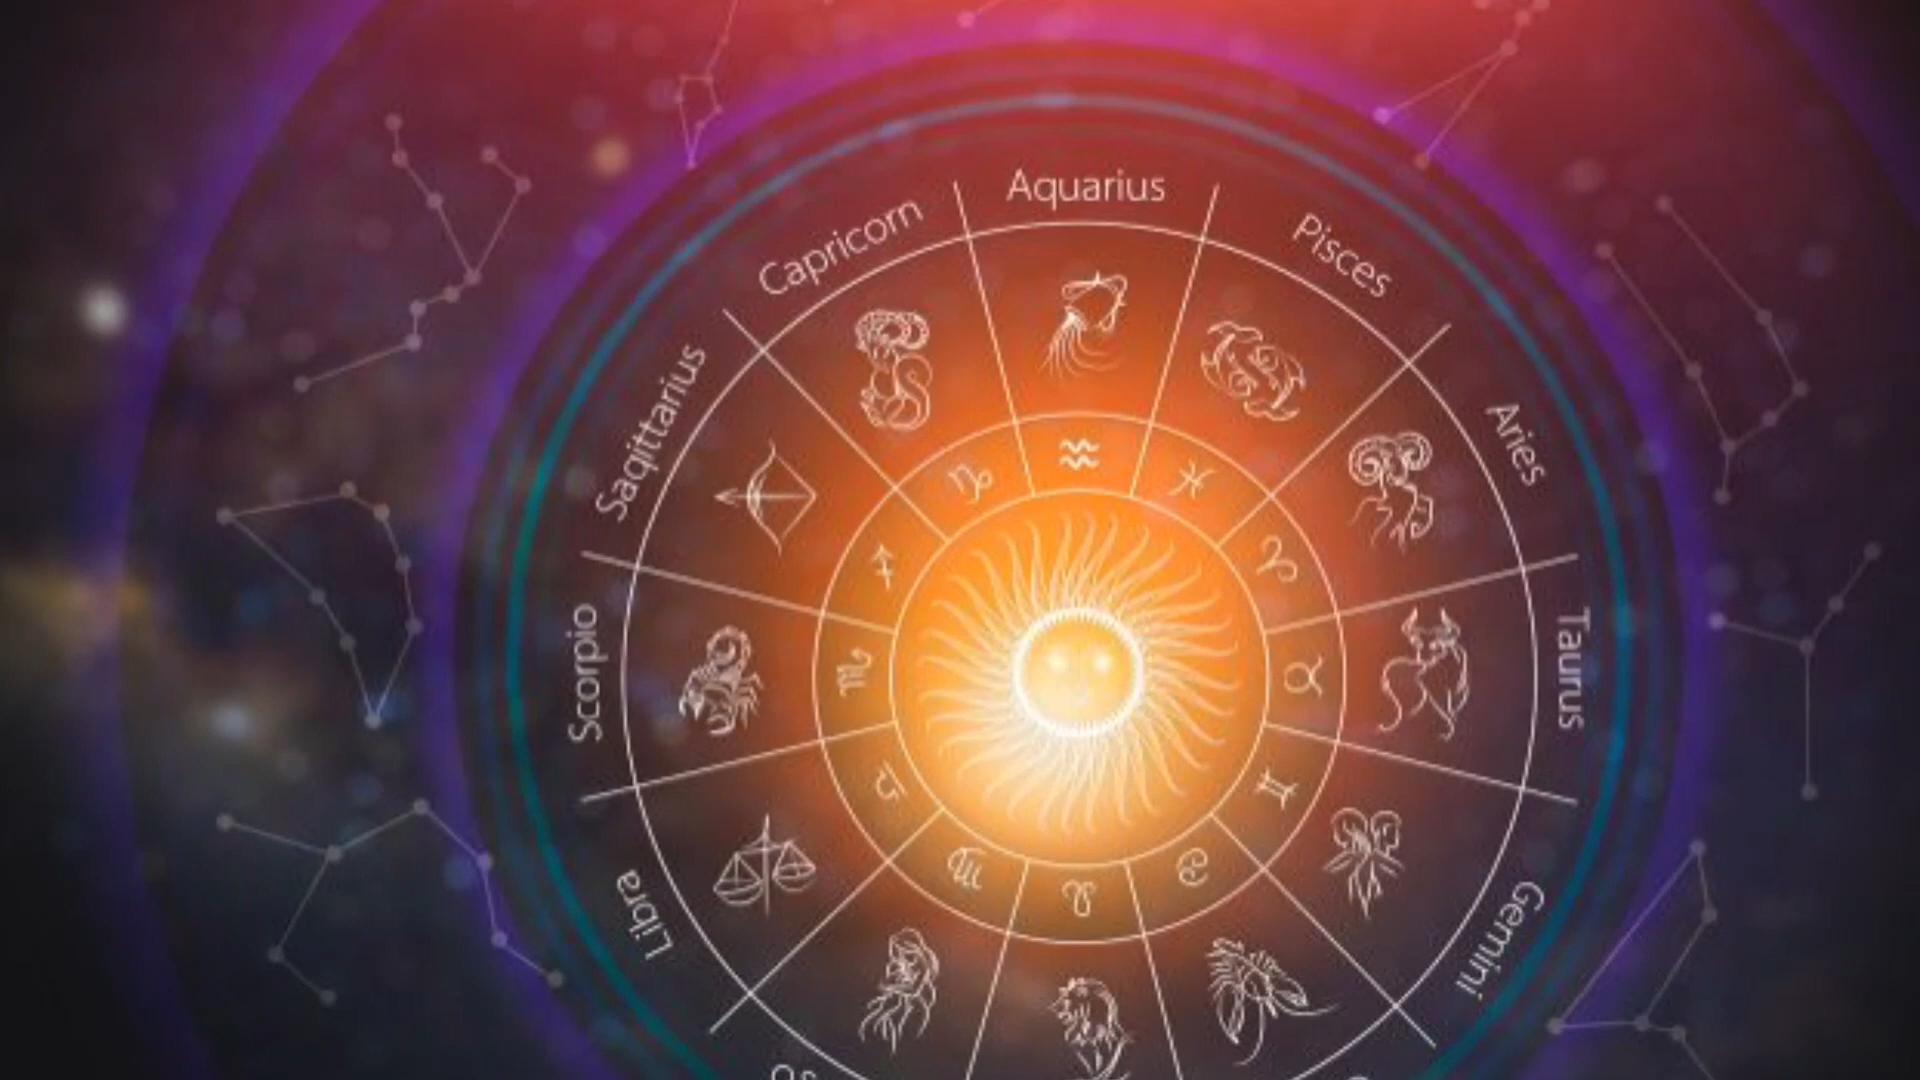 Aquarius
Pisces
Aries
Taurus
Gemini
Libra
Scorpio
Sagittarius
Capricorn